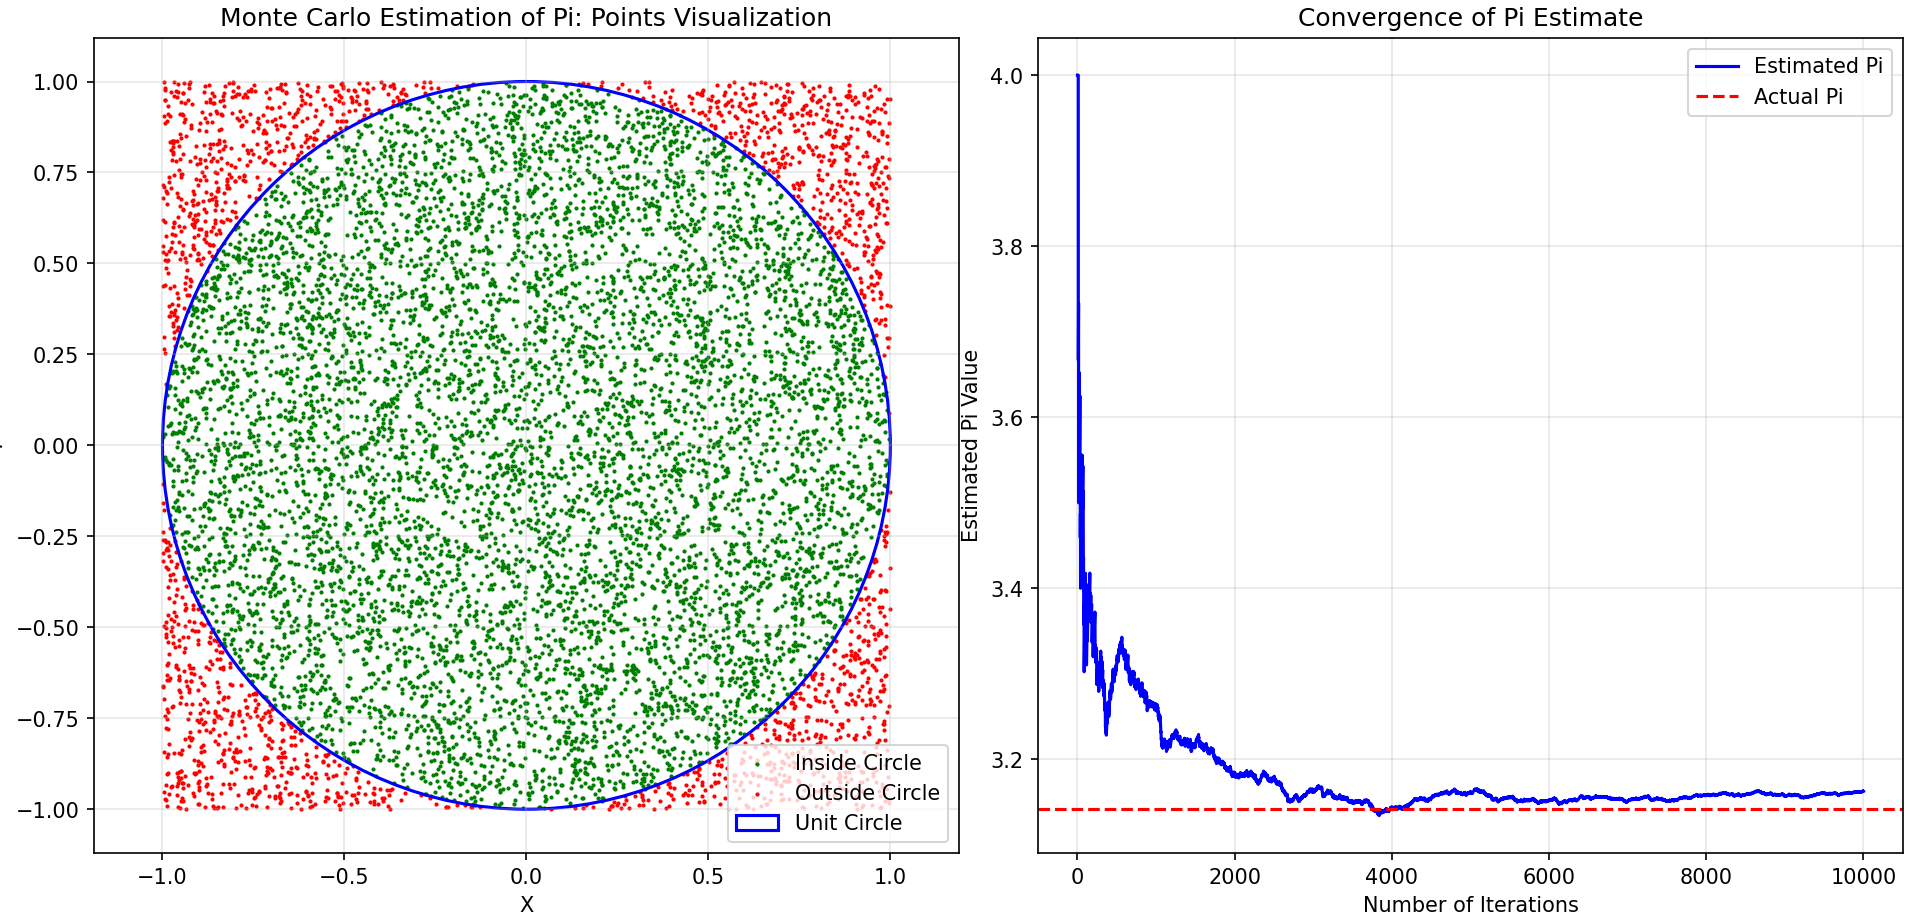 Monte Carlo Estimation of Pi: Points Visualization
1.00
0.75
0.50
0.25
0.00
−0.25
−0.50
−0.75
−1.00
−1.0
−0.5
0.0
0.5
1.0
X
Inside Circle
Outside Circle
Unit Circle
Convergence of Pi Estimate
Estimated Pi Value
4.0
3.8
3.6
3.4
3.2
Estimated Pi
Actual Pi
0
2000
4000
6000
8000
10000
Number of Iterations